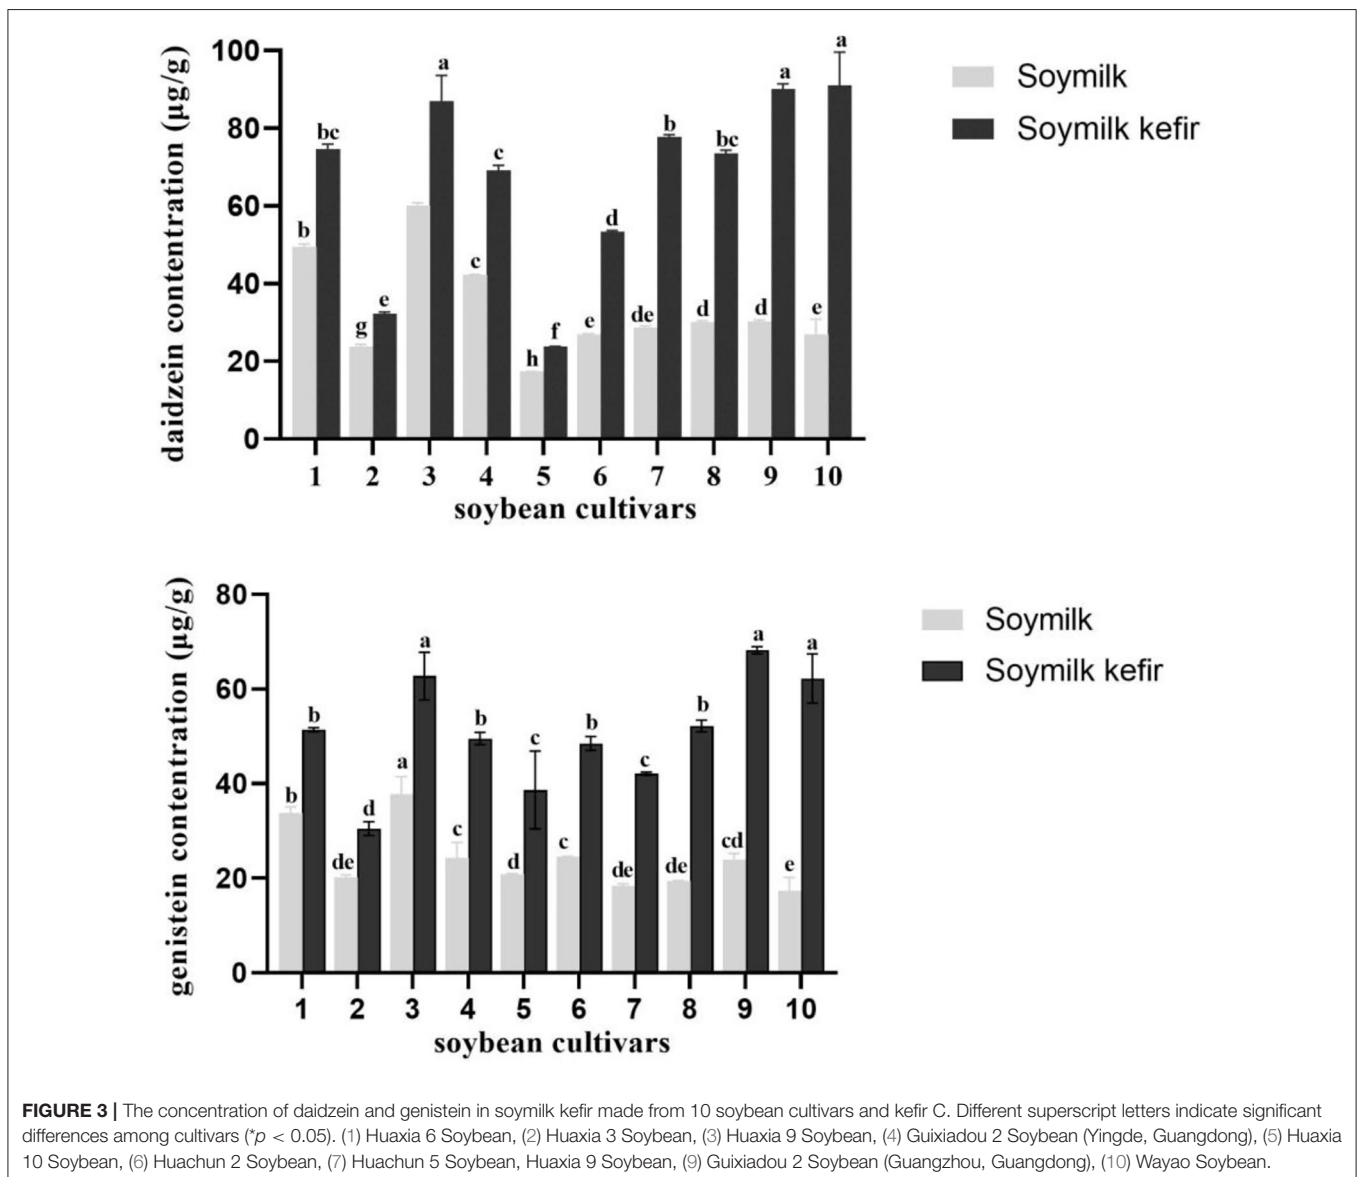 100
80
60
40
20
0
daidzein contentration (µg/g)
bc
b
g
e
a
c
c
h
f
e
d
de
b
d
bc
d
a
e
a
1 2 3 4 5 6 7 8 9 10
soybean cultivars
Soymilk
Soymilk kefir
80
60
40
20
0
genistein contentration (µg/g)
b
b
de
d
a
a
c
b
d
c
c
b
de
c
de
b
cd
a
e
a
1 2 3 4 5 6 7 8 9 10
soybean cultivars
Soymilk
Soymilk kefir
FIGURE 3 | The concentration of daidzein and genistein in soymilk kefir made from 10 soybean cultivars and kefir C. Different superscript letters indicate significant
differences among cultivars (*p < 0.05). (1) Huaxia 6 Soybean, (2) Huaxia 3 Soybean, (3) Huaxia 9 Soybean, (4) Guixiadou 2 Soybean (Yingde, Guangdong), (5) Huaxia
10 Soybean, (6) Huachun 2 Soybean, (7) Huachun 5 Soybean, Huaxia 9 Soybean, (9) Guixiadou 2 Soybean (Guangzhou, Guangdong), (10) Wayao Soybean.